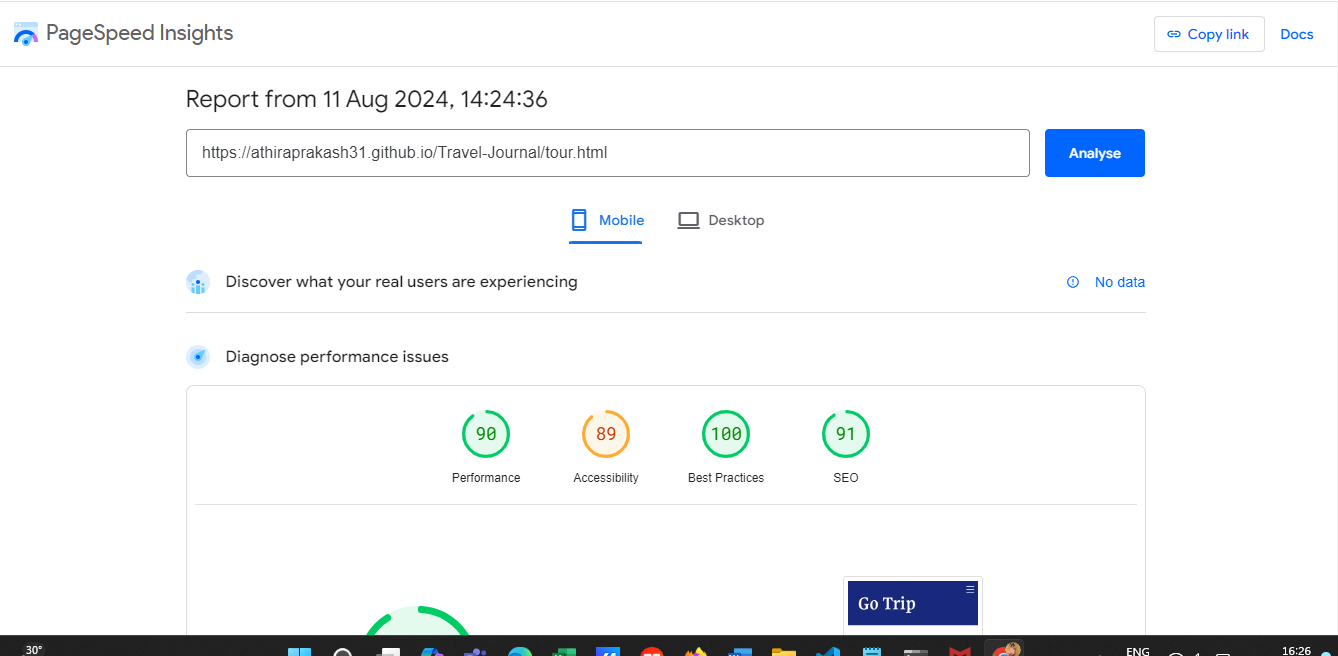 PageSpeed Insights
Copy link
Docs
Report from 11 Aug 2024, 14:24:36
https://athiraprakash31.github.io/Travel-Journal/tour.html
Analyse
Mobile
Desktop
Discover what your real users are experiencing
No data
Diagnose performance issues
90
89
100
91
Performance
Accessibility
Best Practices
SEO
Go Trip
30°
ENG
16:26